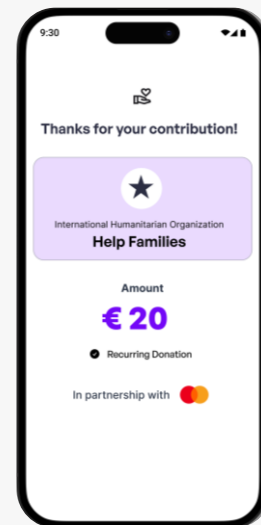 9:30
Thanks for your contribution!
International Humanitarian Organization
Help Families
Amount
€ 20
Recurring Donation
In partnership with